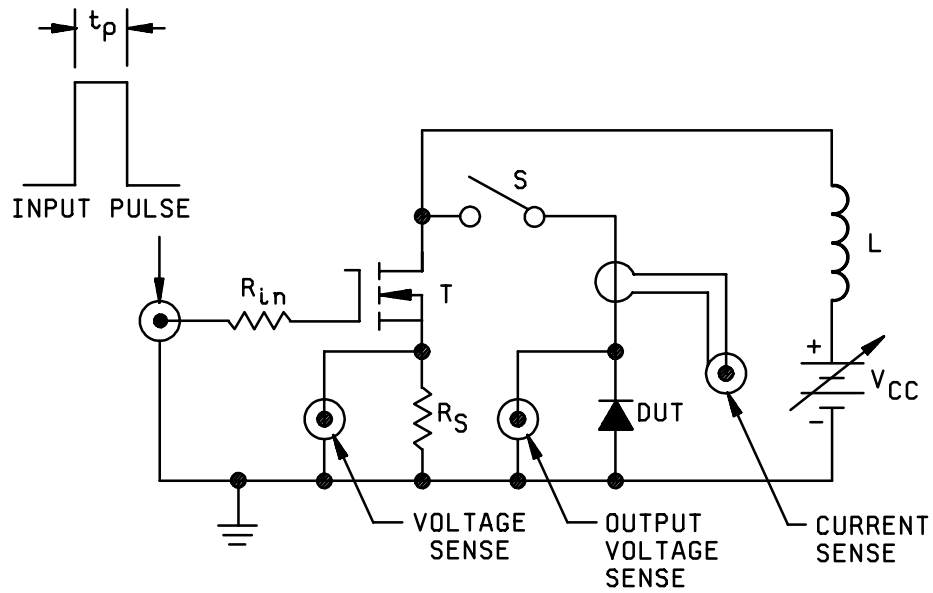 tp
INPUT PULSE
S
L
Rin
T
+
VCC
RS
DUT
-
VOLTAGE
SENSE
OUTPUT
VOLTAGE
SENSE
CURRENT
SENSE